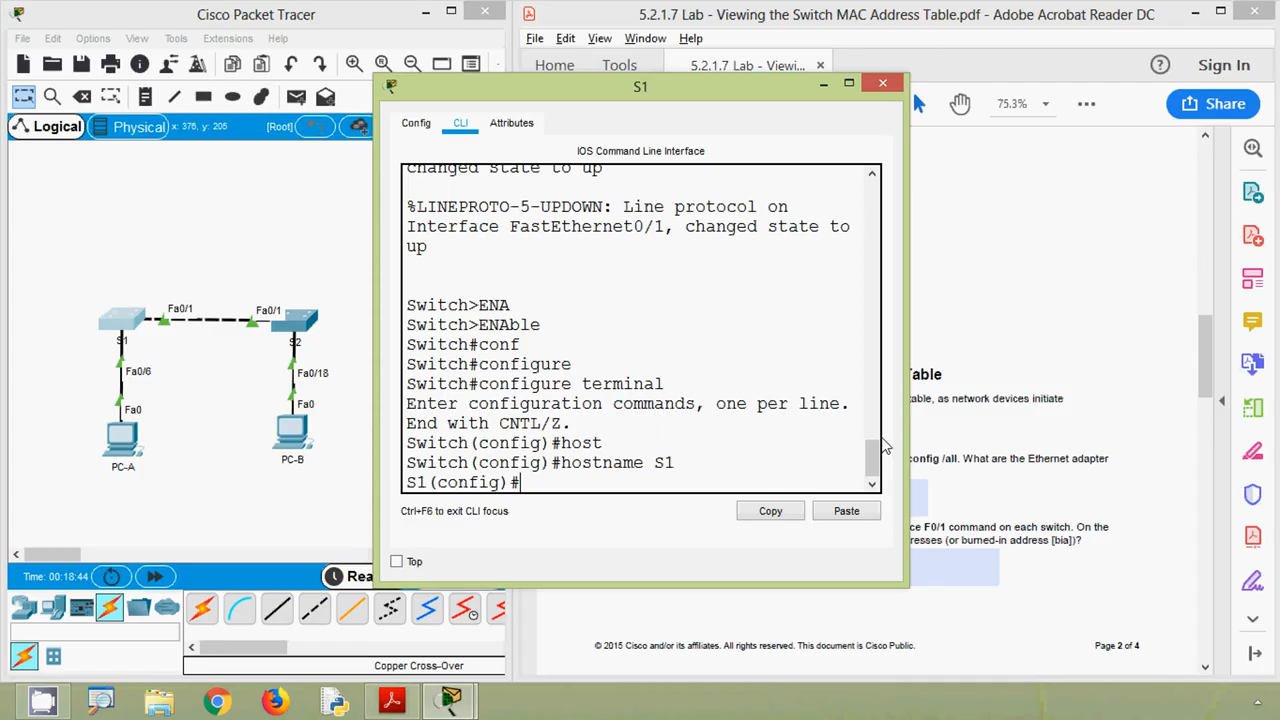 Cisco Packet Tracer
File Edit Options View Tools Extensions Help
Logical Physical x: 376, y: 205 [Root]
Fa0/1 Fa0/1
S1 S2
Fa0/6 Fa0/18
Fa0 Fa0
PC-A PC-B
Time: 00:18:44 Rea
Copper Cross-Over
S1
Config CLI Attributes
IOS Command Line Interface
changed state to up
%LINEPROTO-5-UPDOWN: Line protocol on
Interface FastEthernet0/1, changed state to
up
Switch>ENA
Switch>ENAble
Switch#conf
Switch#configure
Switch#configure terminal
Enter configuration commands, one per line.
End with CNTL/Z.
Switch(config)#host
Switch(config)#hostname S1
S1(config)#
Ctrl+F6 to exit CLI focus
Copy Paste
Top
5.2.1.7 Lab - Viewing the Switch MAC Address Table.pdf - Adobe Acrobat Reader DC
File Edit View Window Help
Home Tools 5.2.1.7 Lab - Viewi... × Sign In
75.3% Share
Table
table, as network devices initiate
config /all. What are the Ethernet adapter
ce F0/1 command on each switch. On the
resses (or burned-in address [bia])?
© 2015 Cisco and/or its affiliates. All rights reserved. This document is Cisco Public. Page 2 of 4